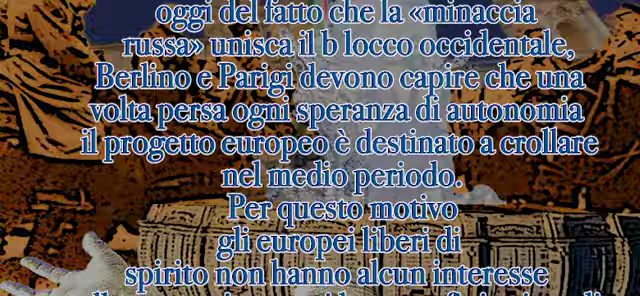 oggi del fatto che la «minaccia
russa» unisca il b locco occidentale,
Berlino e Parigi devono capire che una
volta persa ogni speranza di autonomia
il progetto europeo è destinato a crollare
nel medio periodo.
Per questo motivo
gli europei liberi di
spirito non hanno alcun interesse